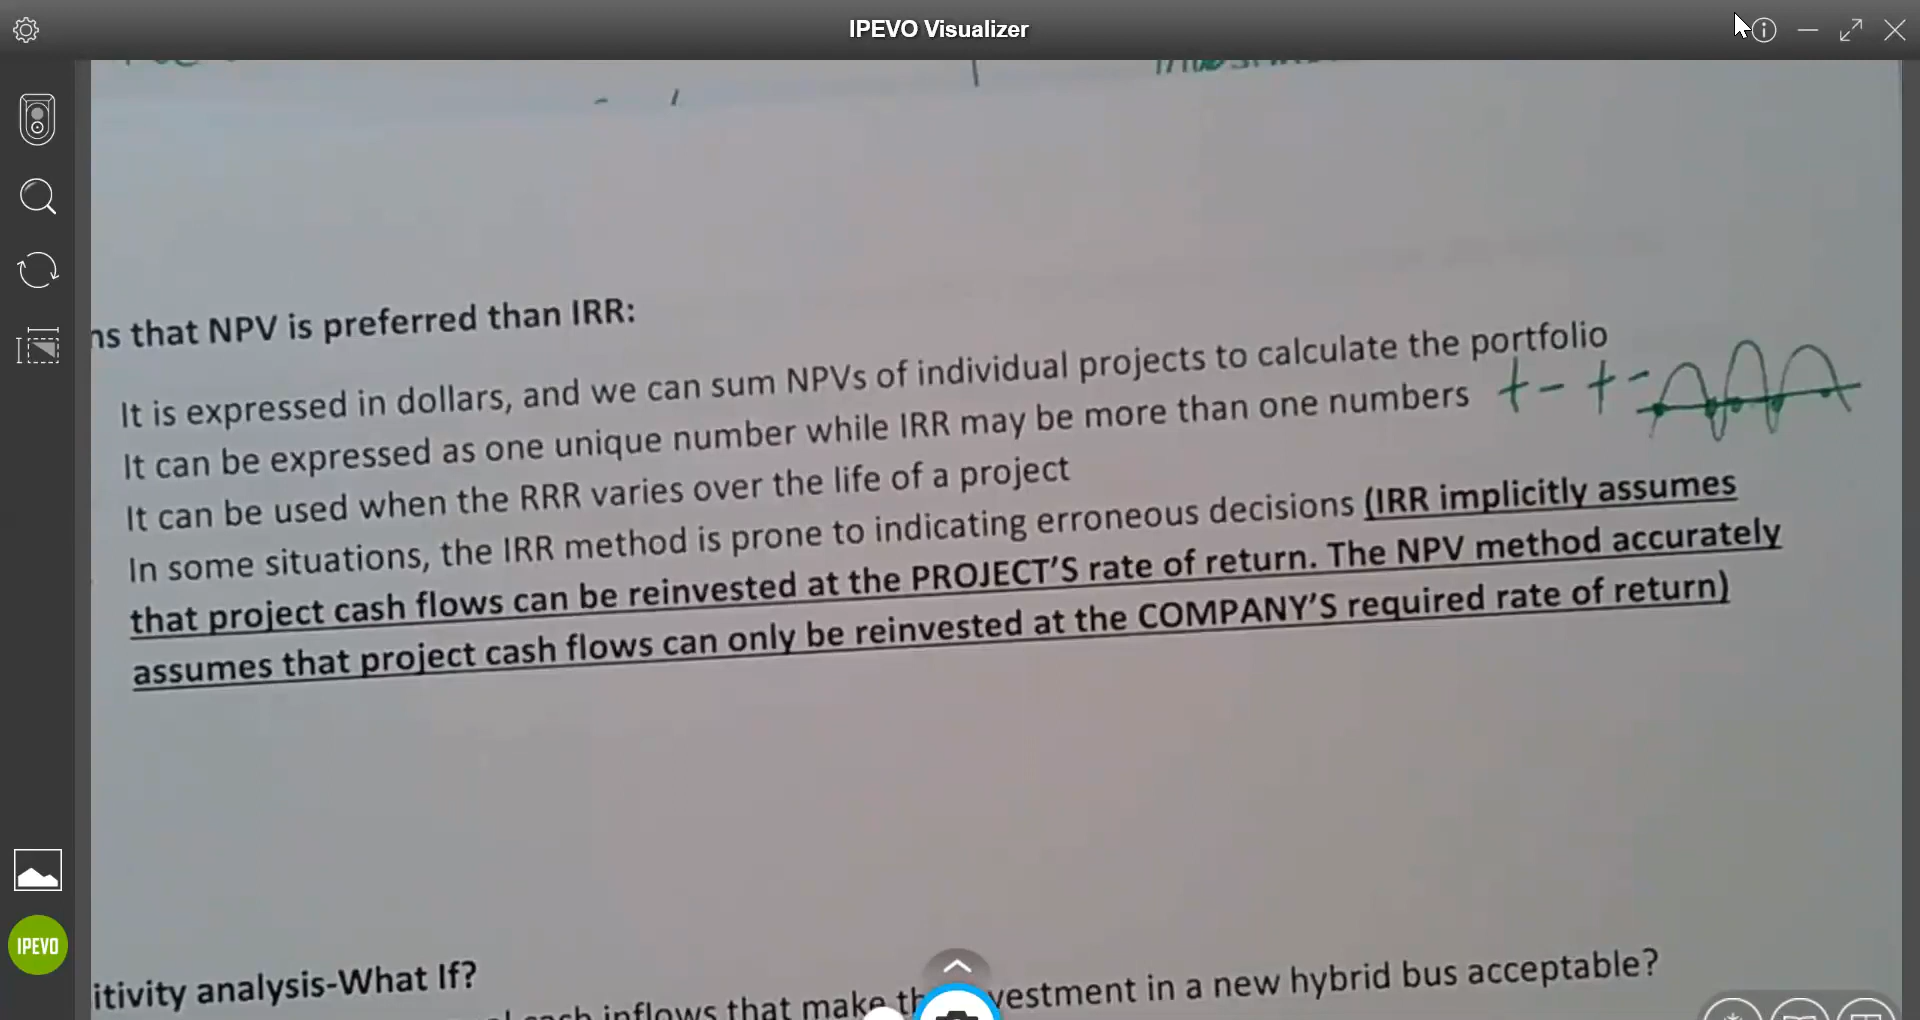 IPEVO Visualizer
ns that NPV is preferred than IRR:
It is expressed in dollars, and we can sum NPVs of individual projects to calculate the portfolio
It can be expressed as one unique number while IRR may be more than one numbers + - + -
It can be used when the RRR varies over the life of a project
In some situations, the IRR method is prone to indicating erroneous decisions (IRR implicitly assumes
that project cash flows can be reinvested at the PROJECT'S rate of return. The NPV method accurately
assumes that project cash flows can only be reinvested at the COMPANY'S required rate of return)
IPEVO
itivity analysis-What If?
cash inflows that make th vestment in a new hybrid bus acceptable?